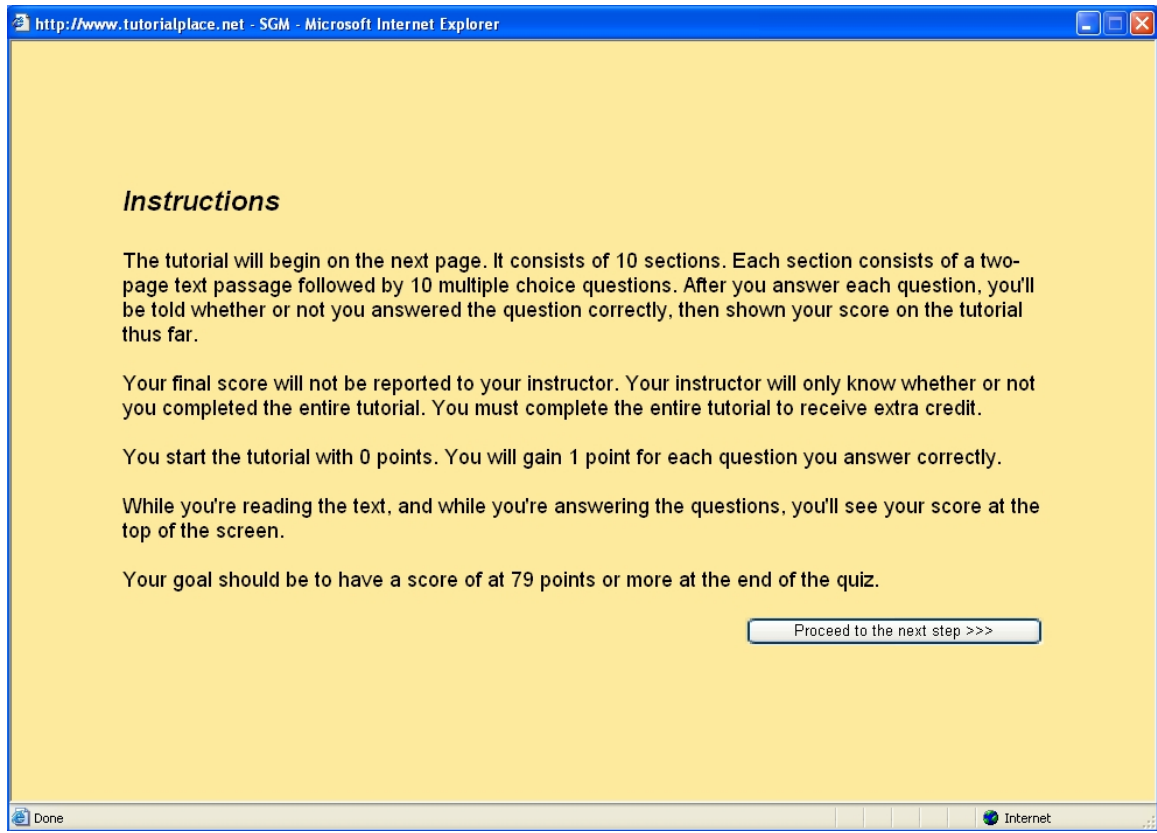 http://www.tutorialplace.net - SGM - Microsoft Internet Explorer
Instructions
The tutorial will begin on the next page. It consists of 10 sections. Each section consists of a two-
page text passage followed by 10 multiple choice questions. After you answer each question, you'll
be told whether or not you answered the question correctly, then shown your score on the tutorial
thus far.
Your final score will not be reported to your instructor. Your instructor will only know whether or not
you completed the entire tutorial. You must complete the entire tutorial to receive extra credit.
You start the tutorial with 0 points. You will gain 1 point for each question you answer correctly.
While you're reading the text, and while you're answering the questions, you'll see your score at the
top of the screen.
Your goal should be to have a score of at 79 points or more at the end of the quiz.
Proceed to the next step >>>
Done Internet